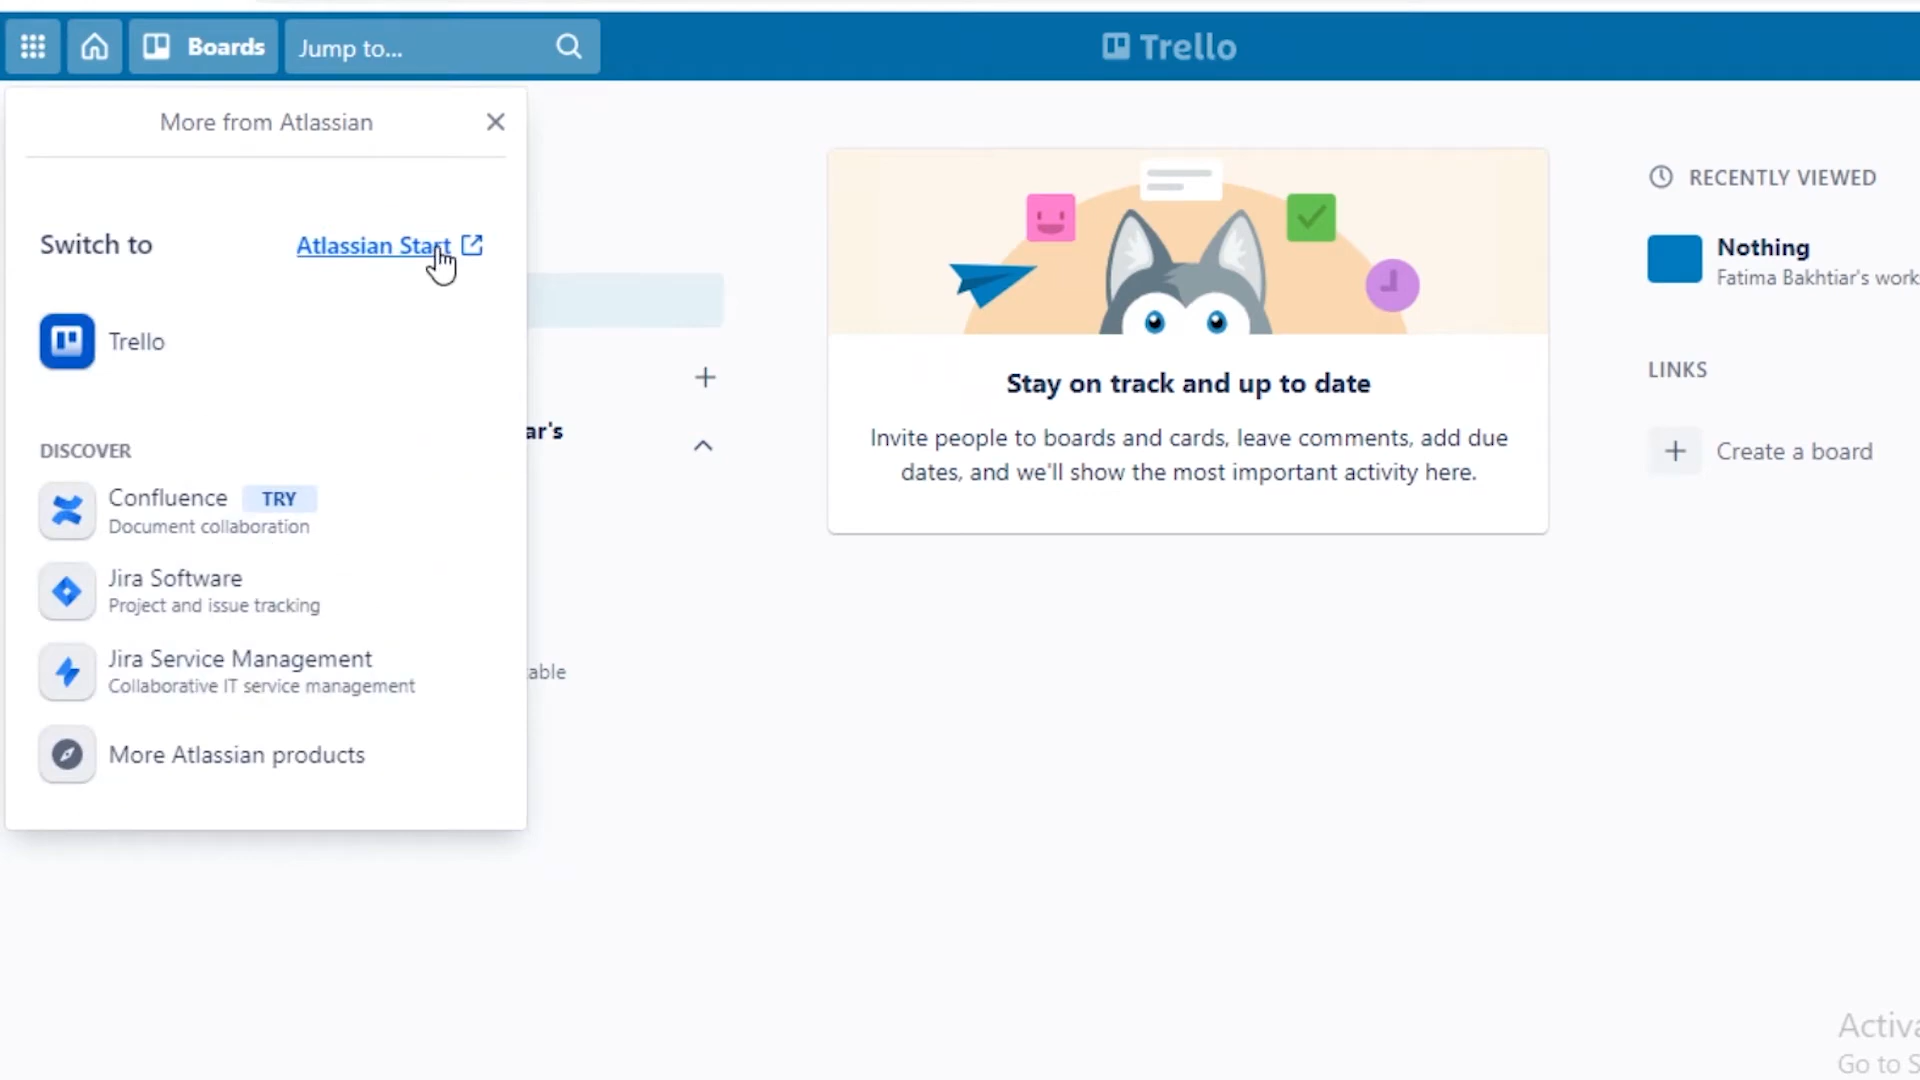 Boards
Jump to...
Trello
More from Atlassian
Switch to
Atlassian Start
Trello
DISCOVER
Confluence TRY
Document collaboration
Jira Software
Project and issue tracking
Jira Service Management
Collaborative IT service management
More Atlassian products
ar's
able
Stay on track and up to date
Invite people to boards and cards, leave comments, add due
dates, and we'll show the most important activity here.
RECENTLY VIEWED
Nothing
Fatima Bakhtiar's work
LINKS
Create a board
Activa
Go to S